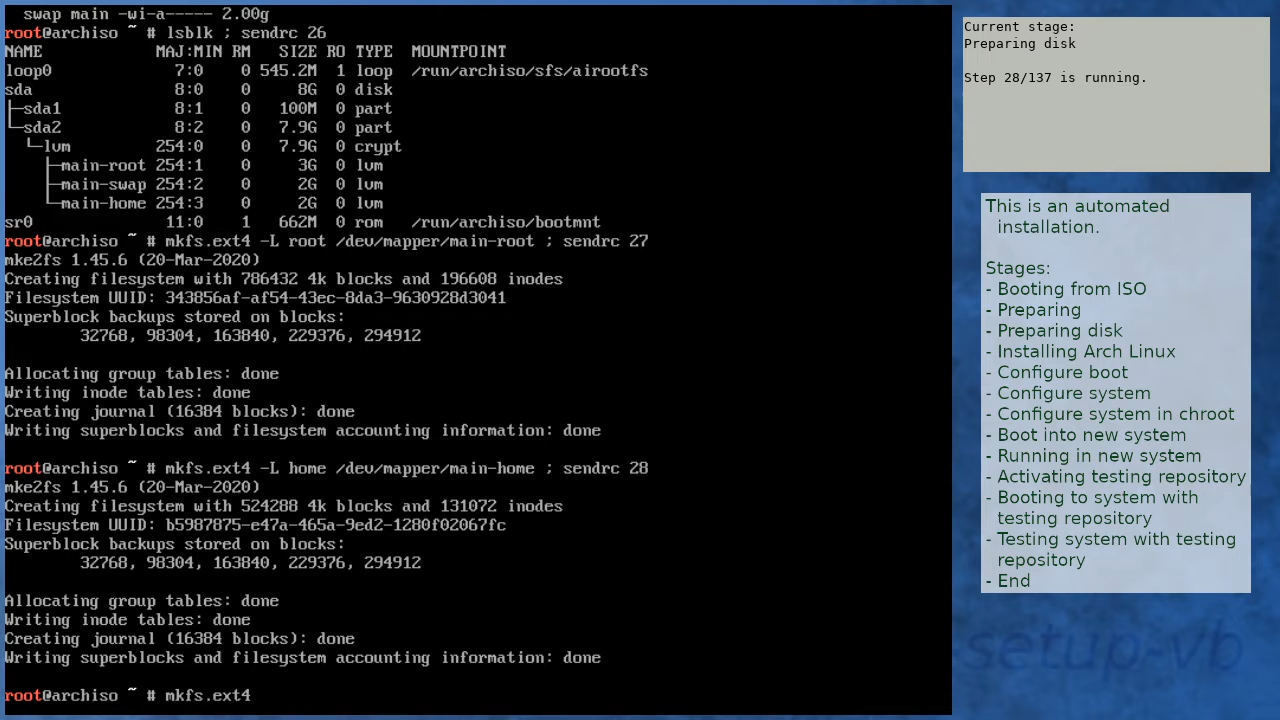 swap main -wi-a----- 2.00g
root@archiso ~ # lsblk ; sendrc 26
NAME            MAJ:MIN RM   SIZE RO TYPE  MOUNTPOINT
loop0             7:0    0 545.2M  1 loop  /run/archiso/sfs/airootfs
sda               8:0    0     8G  0 disk
├─sda1            8:1    0   100M  0 part
└─sda2            8:2    0   7.9G  0 part
  └─lvm         254:0    0   7.9G  0 crypt
    ├─main-root 254:1    0     3G  0 lvm
    ├─main-swap 254:2    0     2G  0 lvm
    └─main-home 254:3    0     2G  0 lvm
sr0              11:0    1   662M  0 rom   /run/archiso/bootmnt
root@archiso ~ # mkfs.ext4 -L root /dev/mapper/main-root ; sendrc 27
mke2fs 1.45.6 (20-Mar-2020)
Creating filesystem with 786432 4k blocks and 196608 inodes
Filesystem UUID: 343856af-af54-43ec-8da3-9630928d3041
Superblock backups stored on blocks:
        32768, 98304, 163840, 229376, 294912

Allocating group tables: done
Writing inode tables: done
Creating journal (16384 blocks): done
Writing superblocks and filesystem accounting information: done

root@archiso ~ # mkfs.ext4 -L home /dev/mapper/main-home ; sendrc 28
mke2fs 1.45.6 (20-Mar-2020)
Creating filesystem with 524288 4k blocks and 131072 inodes
Filesystem UUID: b5987875-e47a-465a-9ed2-1280f02067fc
Superblock backups stored on blocks:
        32768, 98304, 163840, 229376, 294912

Allocating group tables: done
Writing inode tables: done
Creating journal (16384 blocks): done
Writing superblocks and filesystem accounting information: done

root@archiso ~ # mkfs.ext4
Current stage:
Preparing disk

Step 28/137 is running.
This is an automated
  installation.

Stages:
- Booting from ISO
- Preparing
- Preparing disk
- Installing Arch Linux
- Configure boot
- Configure system
- Configure system in chroot
- Boot into new system
- Running in new system
- Activating testing repository
- Booting to system with
  testing repository
- Testing system with testing
  repository
- End
setup-vb